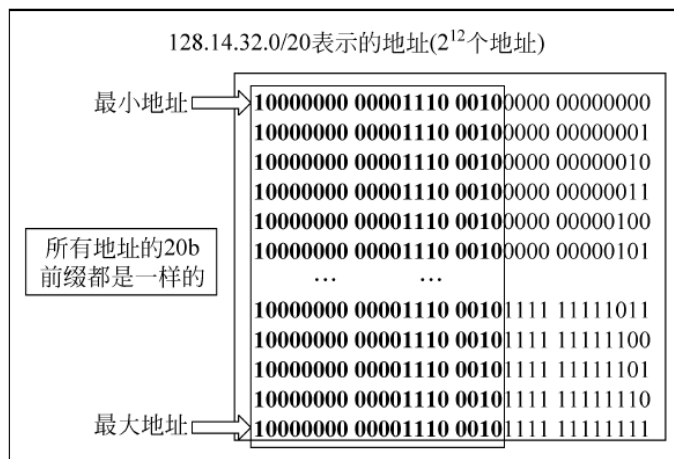 128.14.32.0/20表示的地址(2¹²个地址)
最小地址
10000000 00001110 00100000 00000000
10000000 00001110 00100000 00000001
10000000 00001110 00100000 00000010
10000000 00001110 00100000 00000011
10000000 00001110 00100000 00000100
10000000 00001110 00100000 00000101
所有地址的20b
前缀都是一样的
… …
10000000 00001110 00101111 11111011
10000000 00001110 00101111 11111100
10000000 00001110 00101111 11111101
10000000 00001110 00101111 11111110
最大地址
10000000 00001110 00101111 11111111